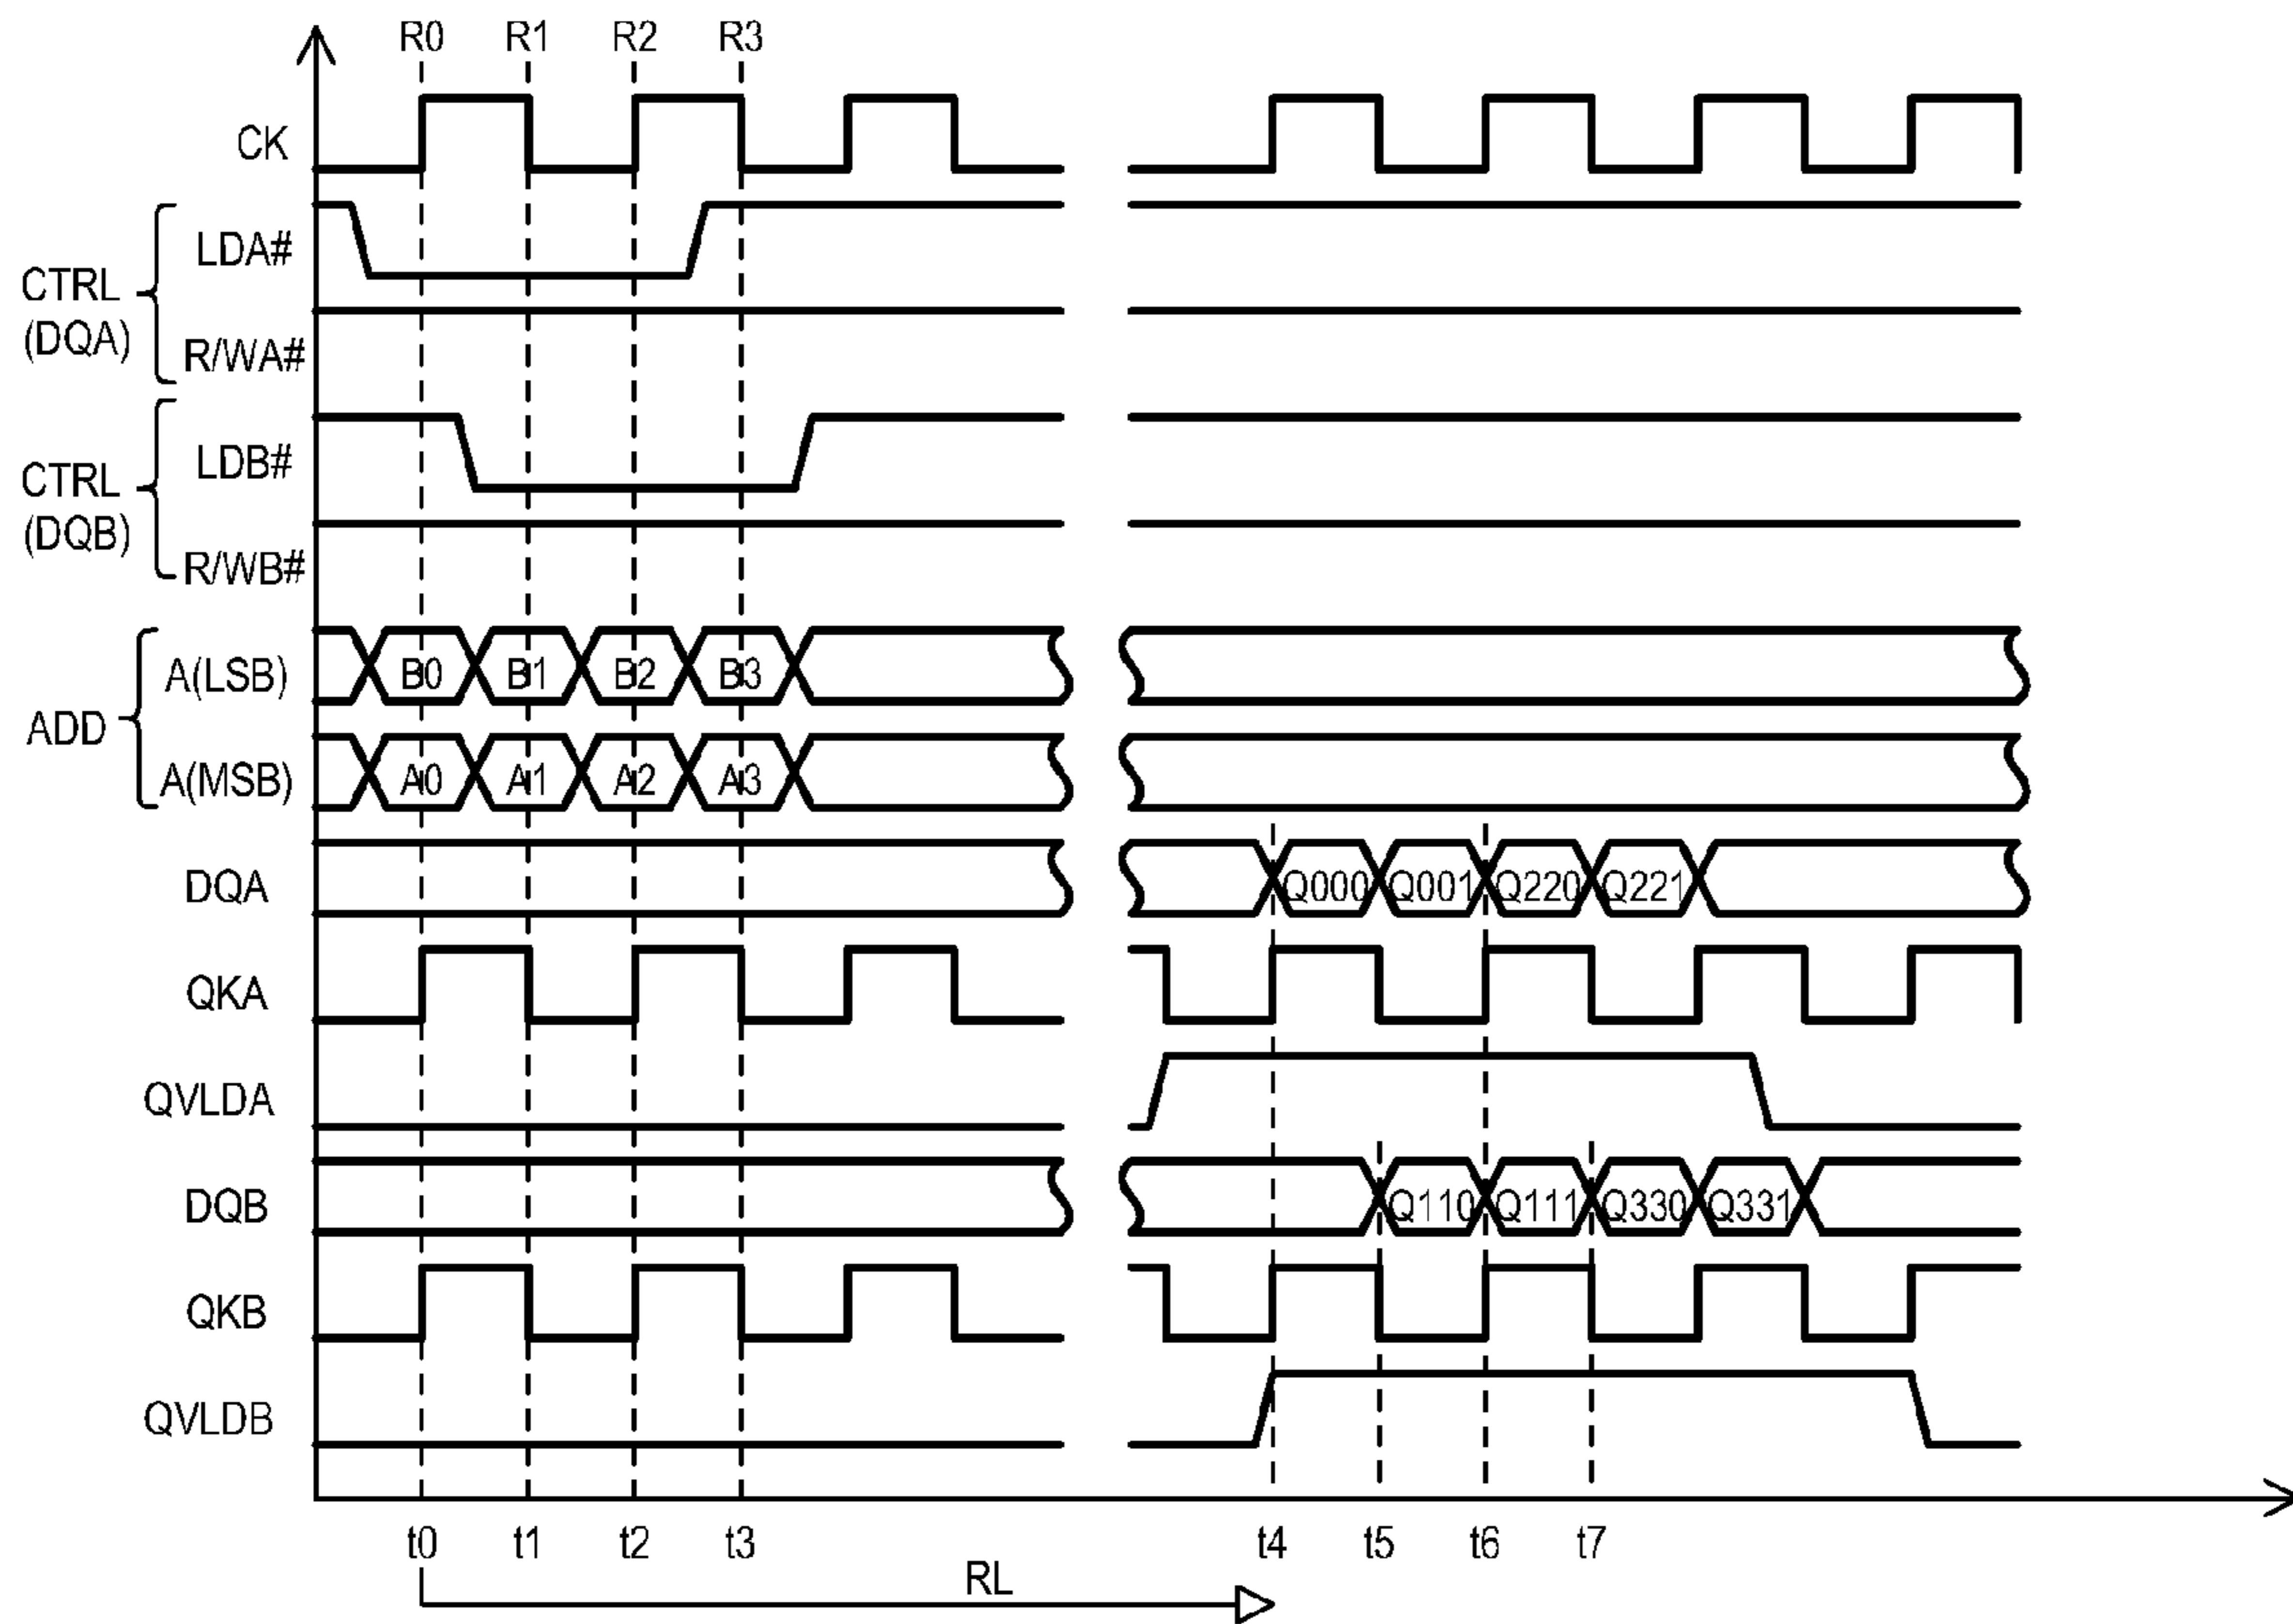 R0 R1 R2 R3
CK
CTRL
(DQA)
LDA#
R/WA#
CTRL
(DQB)
LDB#
R/WB#
ADD
A(LSB) B0 B1 B2 B3
A(MSB) A0 A1 A2 A3
DQA Q000 Q001 Q220 Q221
QKA
QVLDA
DQB Q110 Q111 Q330 Q331
QKB
QVLDB
t0 t1 t2 t3 t4 t5 t6 t7
RL